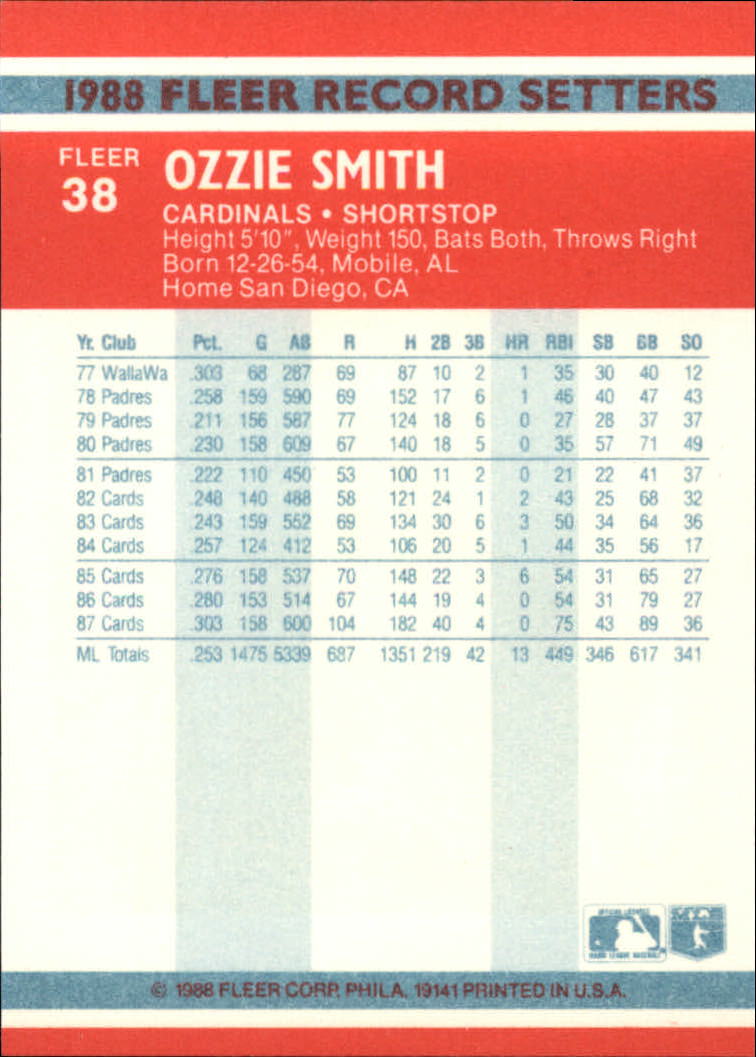 1988 FLEER RECORD SETTERS
FLEER
38
OZZIE SMITH
CARDINALS • SHORTSTOP
Height 5'10", Weight 150, Bats Both, Throws Right
Born 12-26-54, Mobile, AL
Home San Diego, CA
Yr. Club Pct. G AB R H 2B 3B HR RBI SB BB SO
77 WallaWa .303 68 287 69 87 10 2 1 35 30 40 12
78 Padres .258 159 590 69 152 17 6 1 46 40 47 43
79 Padres .211 156 587 77 124 18 6 0 27 28 37 37
80 Padres .230 158 609 67 140 18 5 0 35 57 71 49
81 Padres .222 110 450 53 100 11 2 0 21 22 41 37
82 Cards .248 140 488 58 121 24 1 2 43 25 68 32
83 Cards .243 159 552 69 134 30 6 3 50 34 64 36
84 Cards .257 124 412 53 106 20 5 1 44 35 56 17
85 Cards .276 158 537 70 148 22 3 6 54 31 65 27
86 Cards .280 153 514 67 144 19 4 0 54 31 79 27
87 Cards .303 158 600 104 182 40 4 0 75 43 89 36
ML Totals .253 1475 5339 687 1351 219 42 13 449 346 617 341
MAJOR LEAGUE BASEBALL
© 1988 FLEER CORP. PHILA. 19141 PRINTED IN U.S.A.